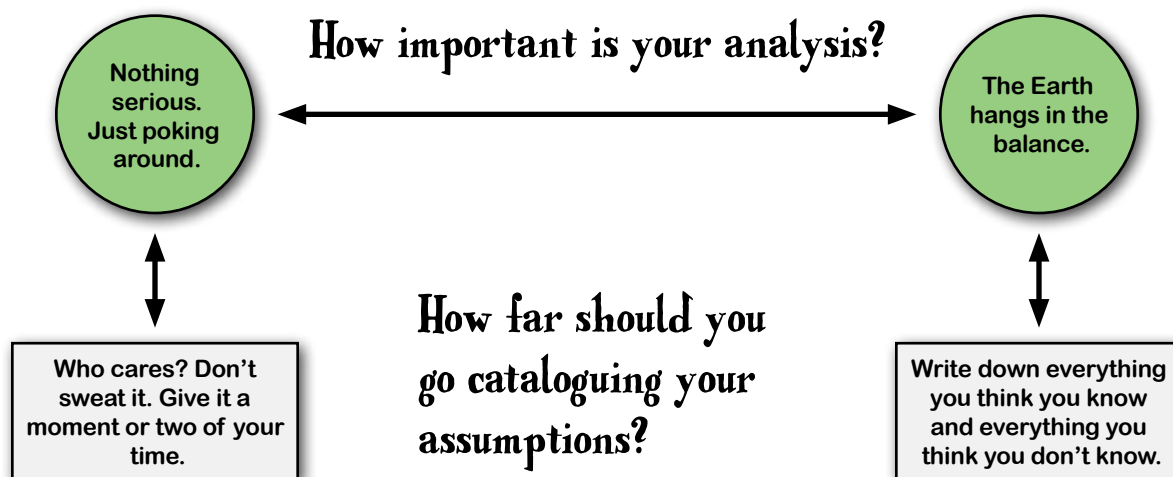 How important is your analysis?
Nothing
serious.
Just poking
around.
The Earth
hangs in the
balance.
How far should you
go cataloguing your
assumptions?
Who cares? Don’t
sweat it. Give it a
moment or two of your
time.
Write down everything
you think you know
and everything you
think you don’t know.